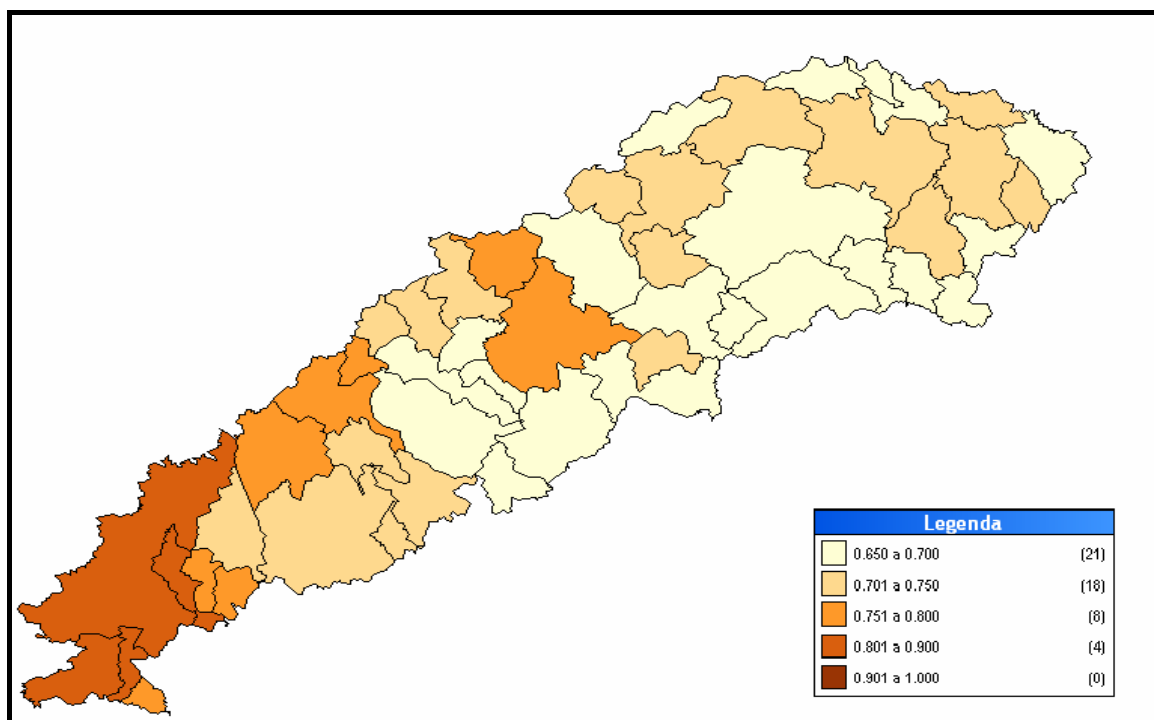 Legenda
0.650 a 0.700 (21)
0.701 a 0.750 (18)
0.751 a 0.800 (8)
0.801 a 0.900 (4)
0.901 a 1.000 (0)